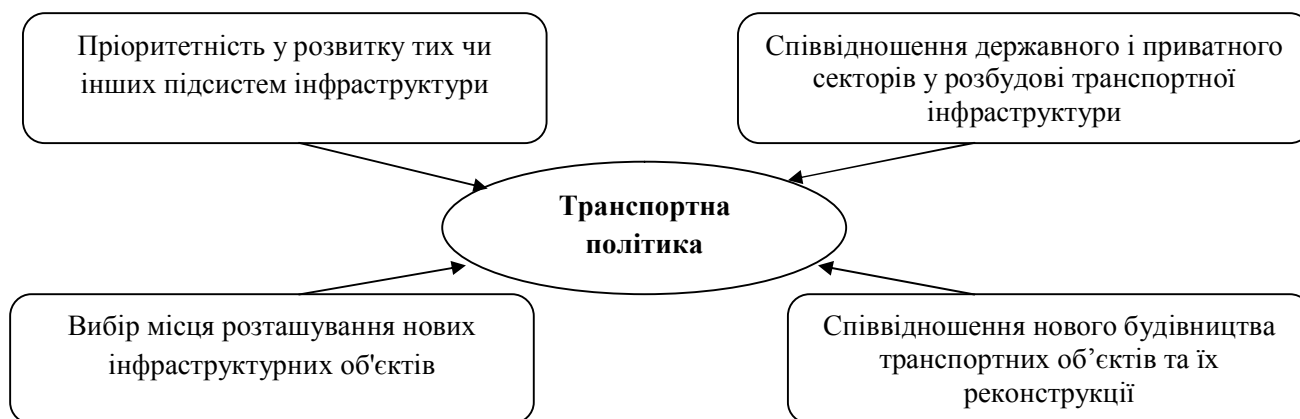 Пріоритетність у розвитку тих чи
інших підсистем інфраструктури
Співвідношення державного і приватного
секторів у розбудові транспортної
інфраструктури
Транспортна
політика
Вибір місця розташування нових
інфраструктурних об'єктів
Співвідношення нового будівництва
транспортних об’єктів та їх
реконструкції